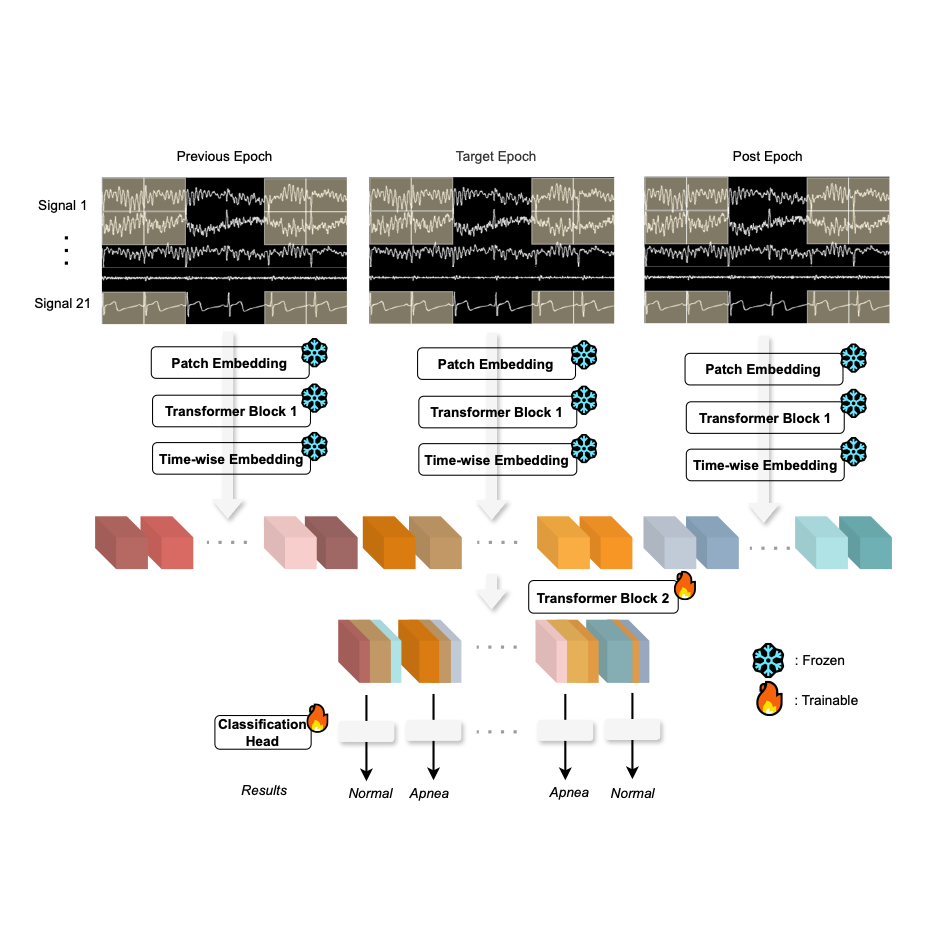 Previous Epoch
Target Epoch
Post Epoch
Signal 1
Signal 21
Patch Embedding
Patch Embedding
Patch Embedding
Transformer Block 1
Transformer Block 1
Transformer Block 1
Time-wise Embedding
Time-wise Embedding
Time-wise Embedding
Transformer Block 2
: Frozen
: Trainable
Classification
Head
Results
Normal
Apnea
Apnea
Normal